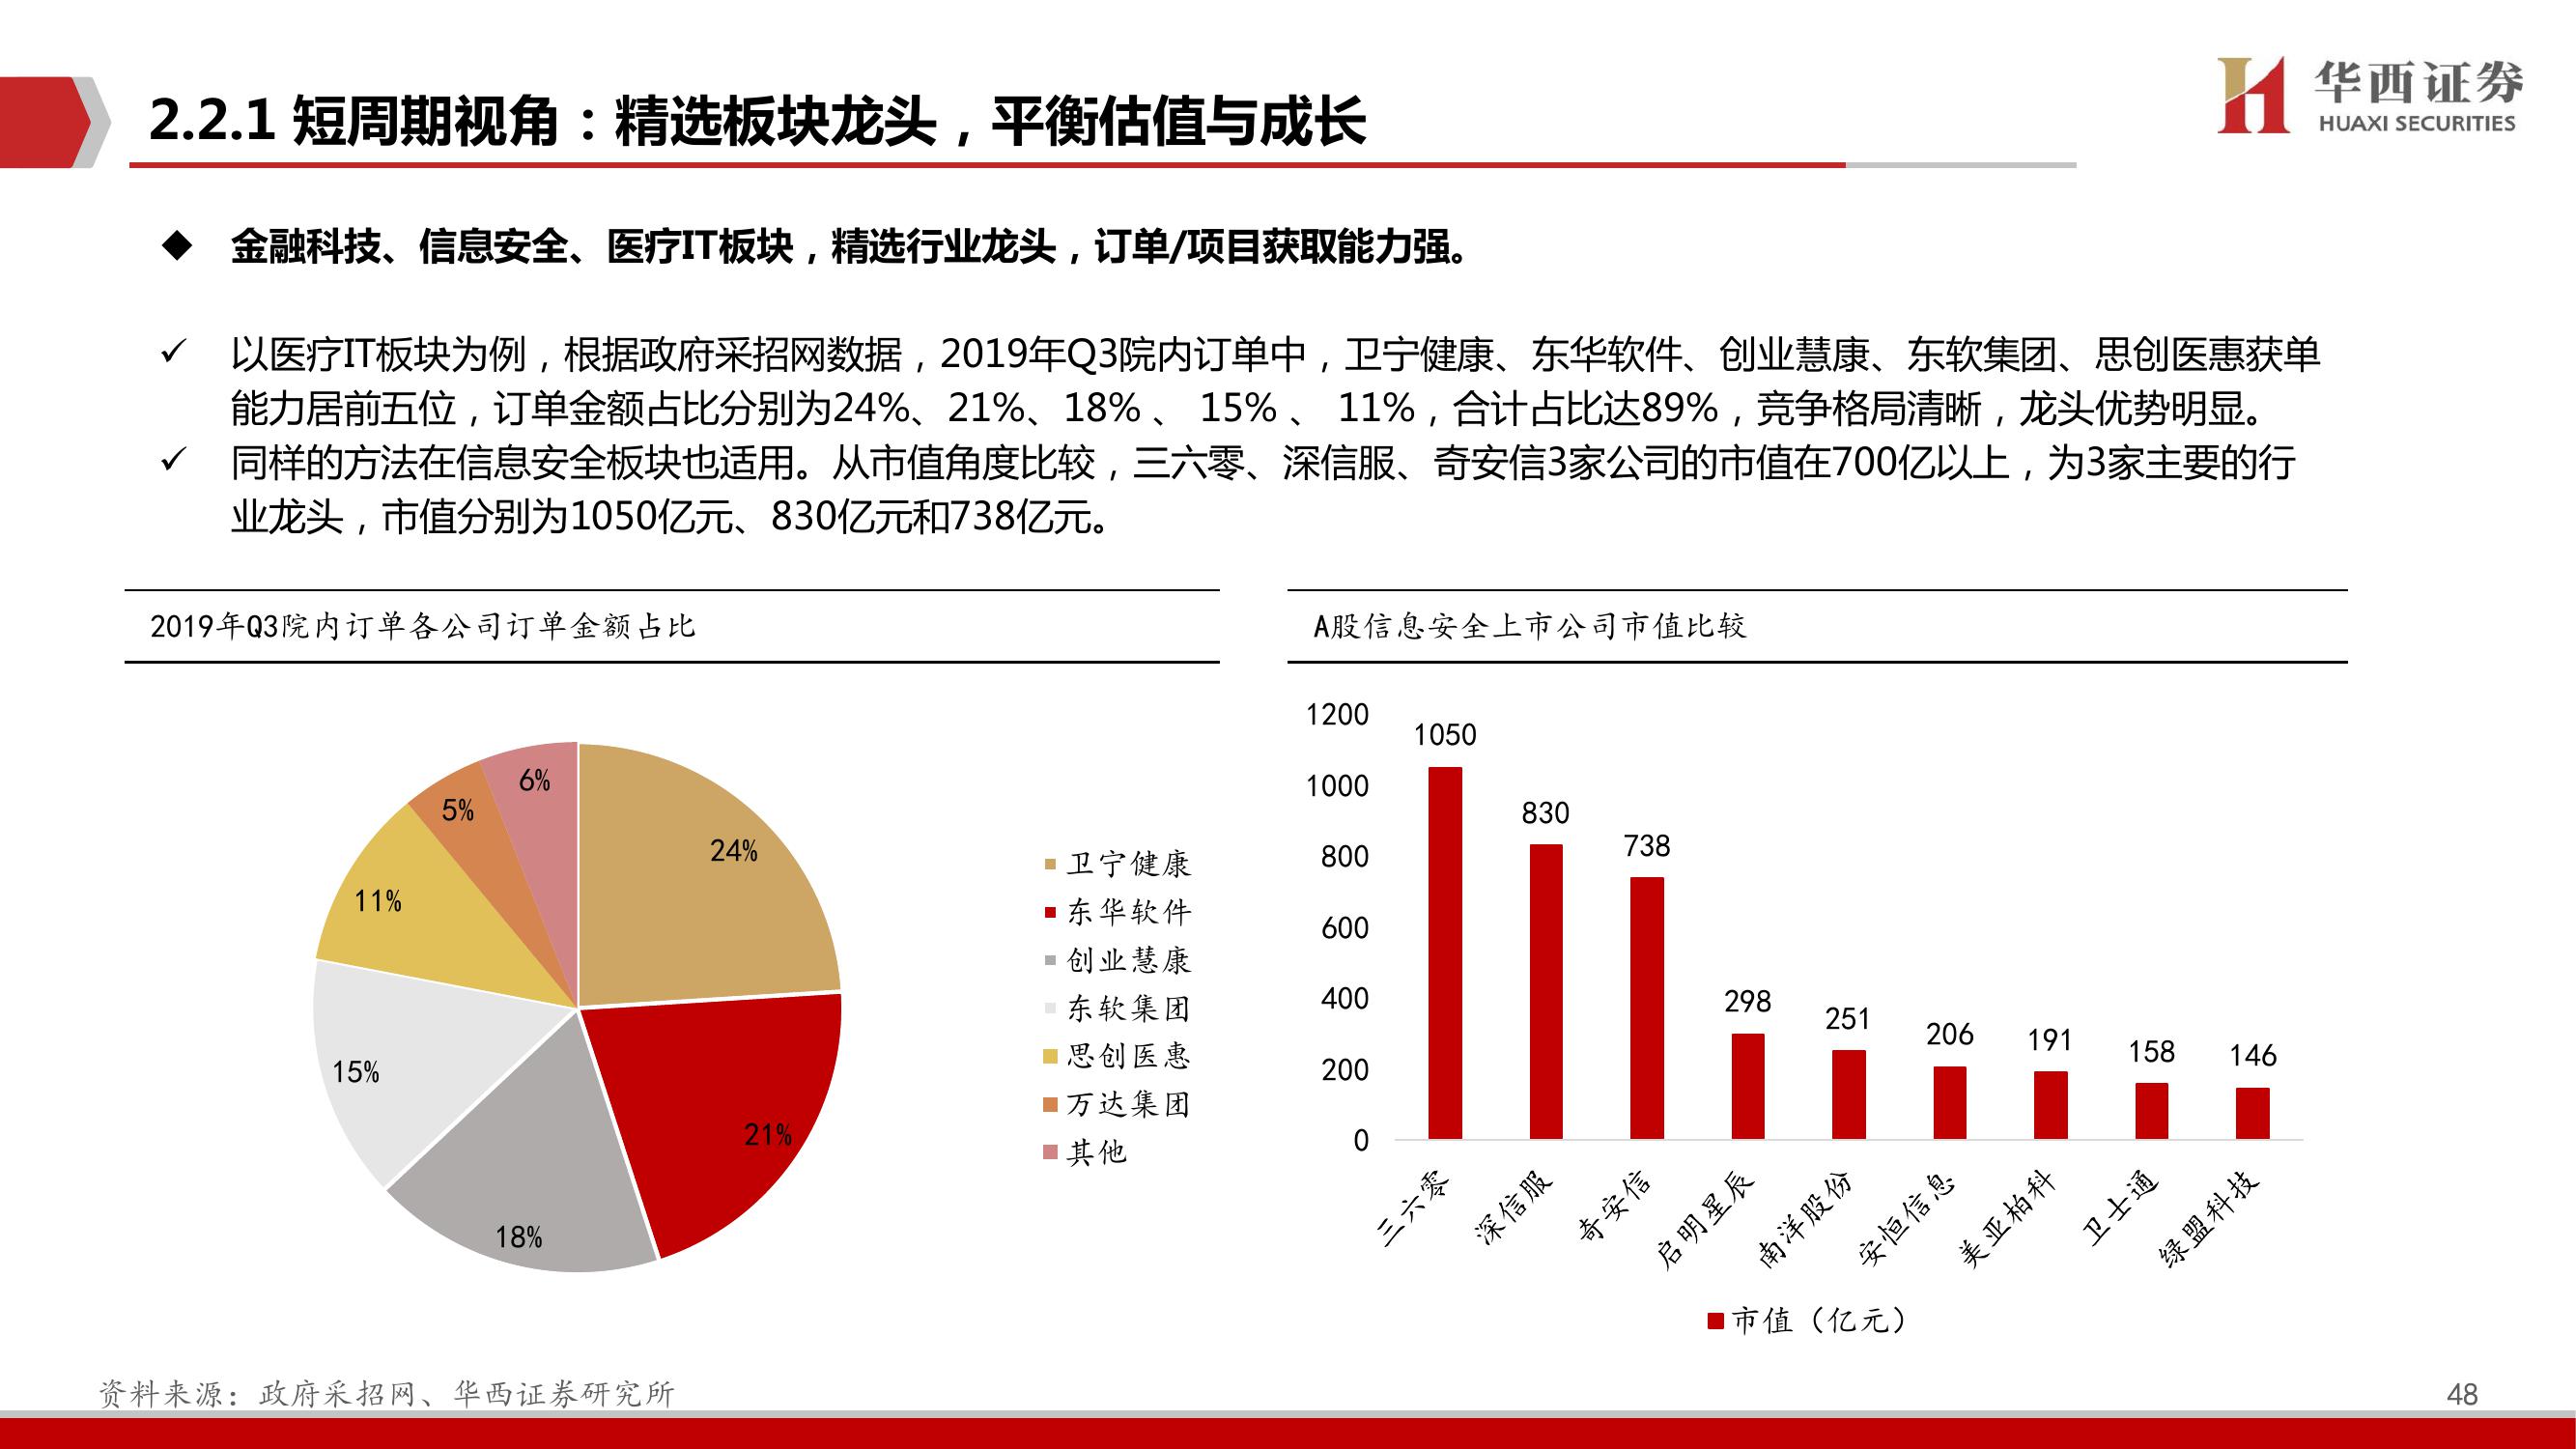 2.2.1 短周期视角：精选板块龙头，平衡估值与成长
华西证券
HUAXI SECURITIES
◆ 金融科技、信息安全、医疗IT板块，精选行业龙头，订单/项目获取能力强。
✓ 以医疗IT板块为例，根据政府采招网数据，2019年Q3院内订单中，卫宁健康、东华软件、创业慧康、东软集团、思创医惠获单
能力居前五位，订单金额占比分别为24%、21%、18% 、 15% 、 11%，合计占比达89%，竞争格局清晰，龙头优势明显。
✓ 同样的方法在信息安全板块也适用。从市值角度比较，三六零、深信服、奇安信3家公司的市值在700亿以上，为3家主要的行
业龙头，市值分别为1050亿元、830亿元和738亿元。
2019年Q3院内订单各公司订单金额占比
24%
21%
18%
15%
11%
5%
6%
卫宁健康
东华软件
创业慧康
东软集团
思创医惠
万达集团
其他
A股信息安全上市公司市值比较
1200
1000
800
600
400
200
0
1050
830
738
298
251
206
191
158
146
三六零
深信服
奇安信
启明星辰
南洋股份
安恒信息
美亚柏科
卫士通
绿盟科技
市值（亿元）
资料来源：政府采招网、华西证券研究所
48